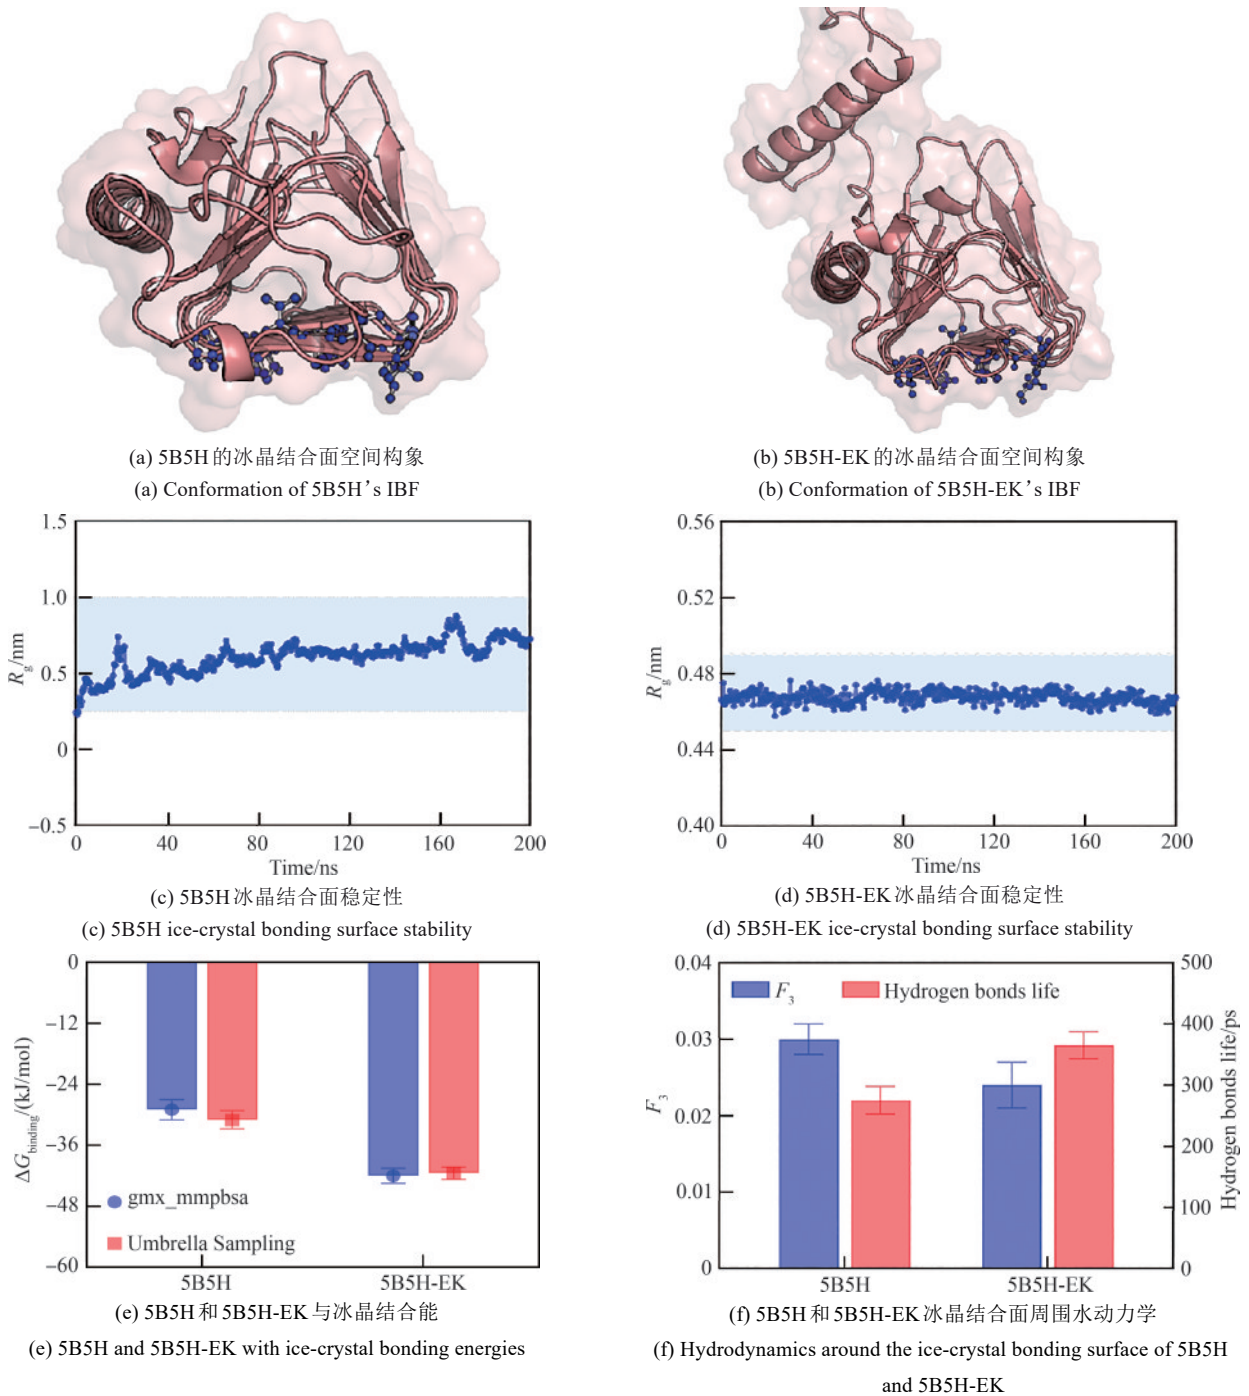 (a) 5B5H的冰晶结合面空间构象
(a) Conformation of 5B5H’s IBF
(b) 5B5H-EK的冰晶结合面空间构象
(b) Conformation of 5B5H-EK’s IBF
1.5
1.0
0.5
0
−0.5
R_g/nm
0 40 80 120 160 200
Time/ns
(c) 5B5H冰晶结合面稳定性
(c) 5B5H ice-crystal bonding surface stability
0.56
0.52
0.48
0.44
0.40
R_g/nm
0 40 80 120 160 200
Time/ns
(d) 5B5H-EK冰晶结合面稳定性
(d) 5B5H-EK ice-crystal bonding surface stability
0
−12
−24
−36
−48
−60
ΔG_binding/(kJ/mol)
gmx_mmpbsa
Umbrella Sampling
5B5H 5B5H-EK
(e) 5B5H和5B5H-EK与冰晶结合能
(e) 5B5H and 5B5H-EK with ice-crystal bonding energies
0.04
0.03
0.02
0.01
0
F_3
F_3 Hydrogen bonds life
500
400
300
200
100
0
Hydrogen bonds life/ps
5B5H 5B5H-EK
(f) 5B5H和5B5H-EK冰晶结合面周围水动力学
(f) Hydrodynamics around the ice-crystal bonding surface of 5B5H
and 5B5H-EK